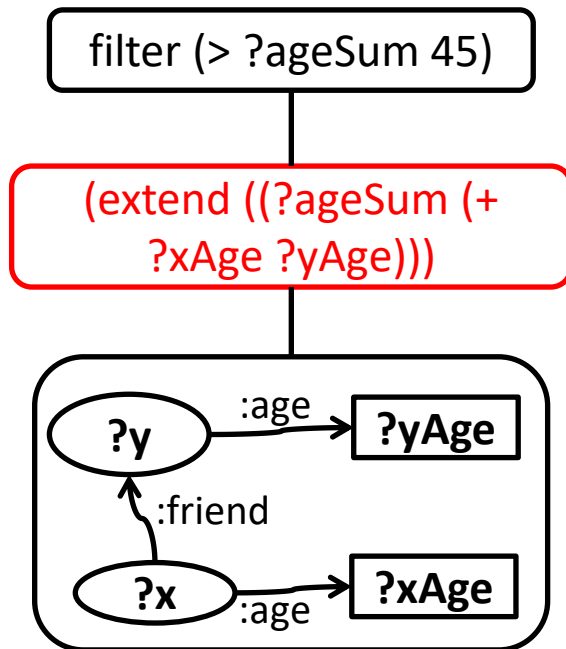 filter (> ?ageSum 45)
(extend ((?ageSum (+
?xAge ?yAge)))
:age
?y
?yAge
:friend
?x
?xAge
:age